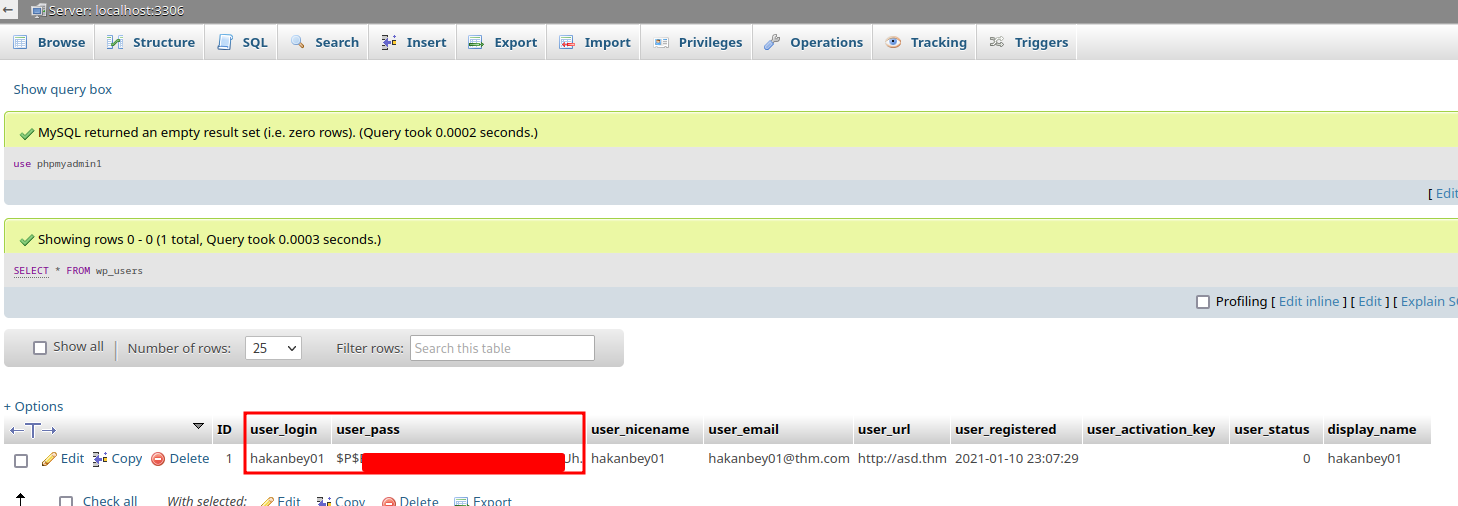 Server: localhost:3306
Browse Structure SQL Search Insert Export Import Privileges Operations Tracking Triggers
Show query box
MySQL returned an empty result set (i.e. zero rows). (Query took 0.0002 seconds.)
use phpmyadmin1
[ Edit
Showing rows 0 - 0 (1 total, Query took 0.0003 seconds.)
SELECT * FROM wp_users
Profiling [ Edit inline ] [ Edit ] [ Explain
Show all Number of rows: 25 Filter rows: Search this table
+ Options
ID user_login user_pass user_nicename user_email user_url user_registered user_activation_key user_status display_name
Edit Copy Delete 1 hakanbey01 hakanbey01 hakanbey01@thm.com http://asd.thm 2021-01-10 23:07:29 0 hakanbey01
Check all With selected: Edit Copy Delete Export